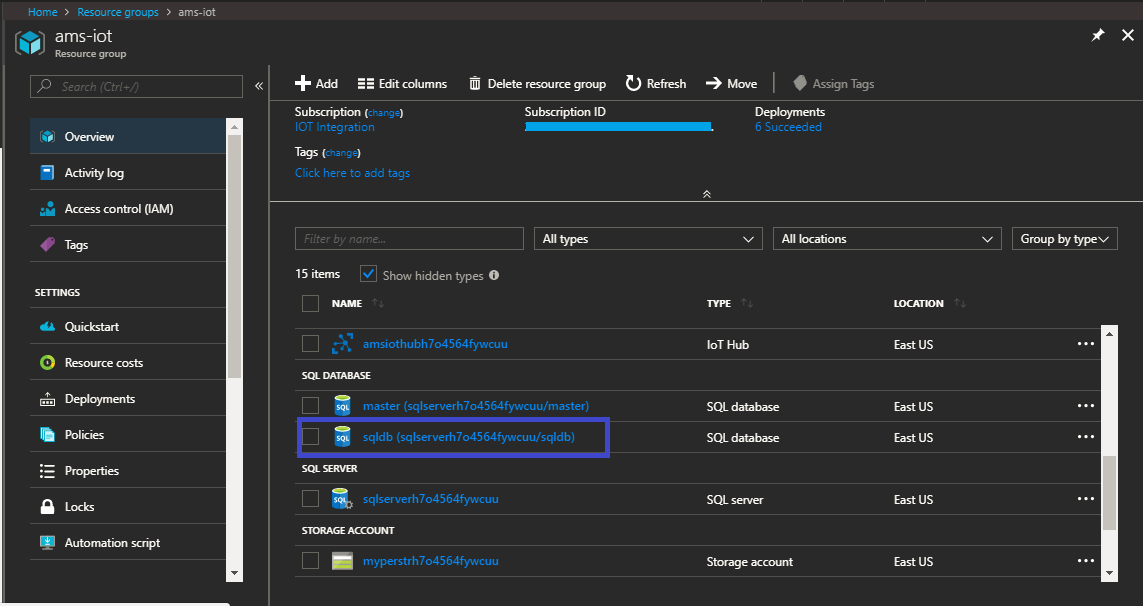 Home > Resource groups > ams-iot
ams-iot
Resource group
Search (Ctrl+/)
«
Overview
Activity log
Access control (IAM)
Tags
SETTINGS
Quickstart
Resource costs
Deployments
Policies
Properties
Locks
Automation script
Add Edit columns Delete resource group Refresh Move Assign Tags
Subscription (change) Subscription ID Deployments
IOT Integration . 6 Succeeded
Tags (change)
Click here to add tags
Filter by name... All types All locations Group by type
15 items Show hidden types
NAME TYPE LOCATION
amsiothubh7o4564fywcuu IoT Hub East US ...
SQL DATABASE
SQL master (sqlserverh7o4564fywcuu/master) SQL database East US ...
SQL sqldb (sqlserverh7o4564fywcuu/sqldb) SQL database East US ...
SQL SERVER
SQL sqlserverh7o4564fywcuu SQL server East US ...
STORAGE ACCOUNT
myperstrh7o4564fywcuu Storage account East US ...